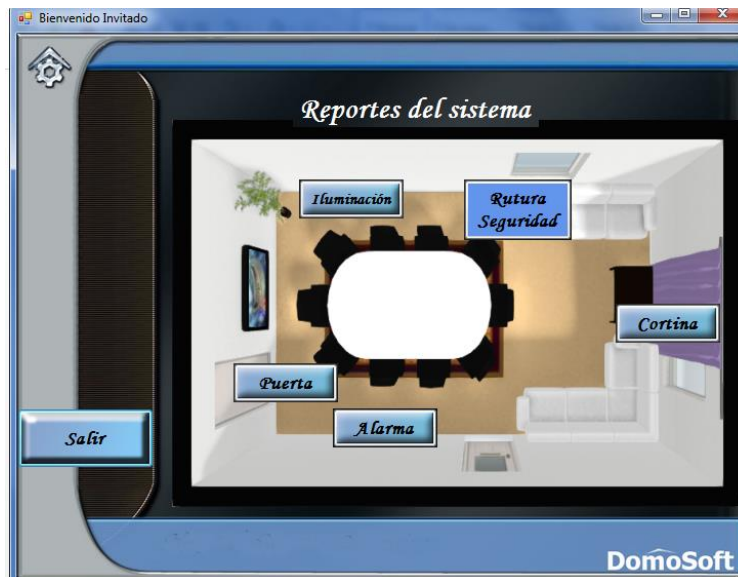 Bienvenido Invitado
Reportes del sistema
Iluminación
Rutura
Seguridad
Cortina
Puerta
Alarma
Salir
DomoSoft